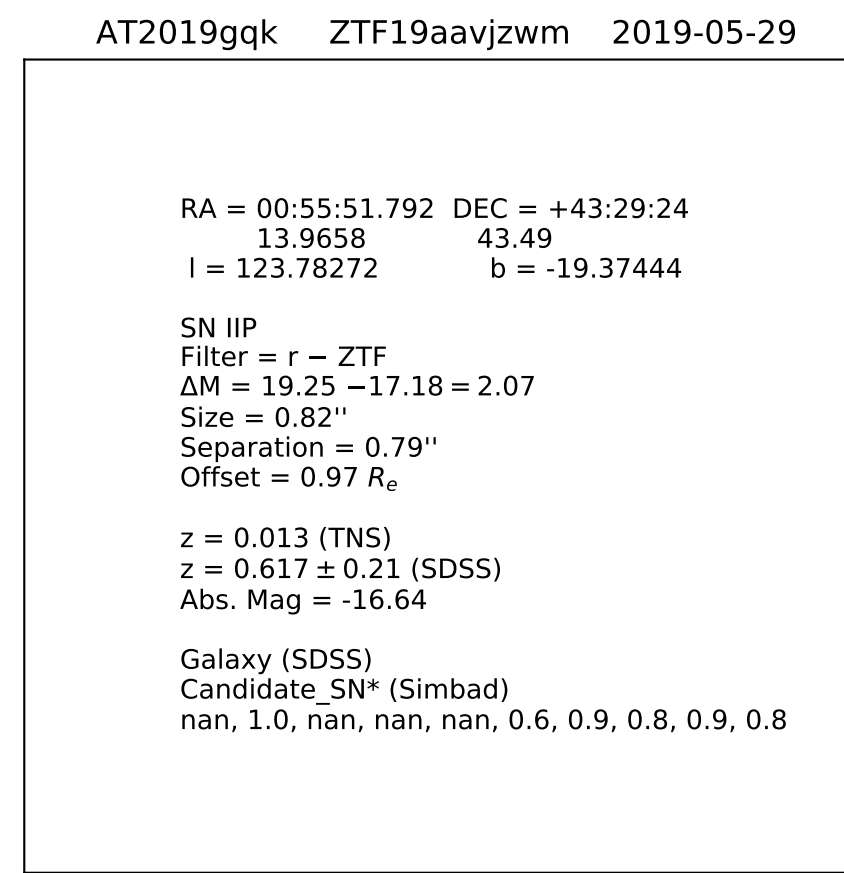 AT2019gqk ZTF19aavjzwm 2019-05-29
RA = 00:55:51.792 DEC = +43:29:24
13.9658 43.49
l = 123.78272 b = -19.37444
SN IIP
Filter = r − ZTF
ΔM = 19.25 −17.18 = 2.07
Size = 0.82''
Separation = 0.79''
Offset = 0.97 Rₑ
z = 0.013 (TNS)
z = 0.617 ± 0.21 (SDSS)
Abs. Mag = -16.64
Galaxy (SDSS)
Candidate_SN* (Simbad)
nan, 1.0, nan, nan, nan, 0.6, 0.9, 0.8, 0.9, 0.8